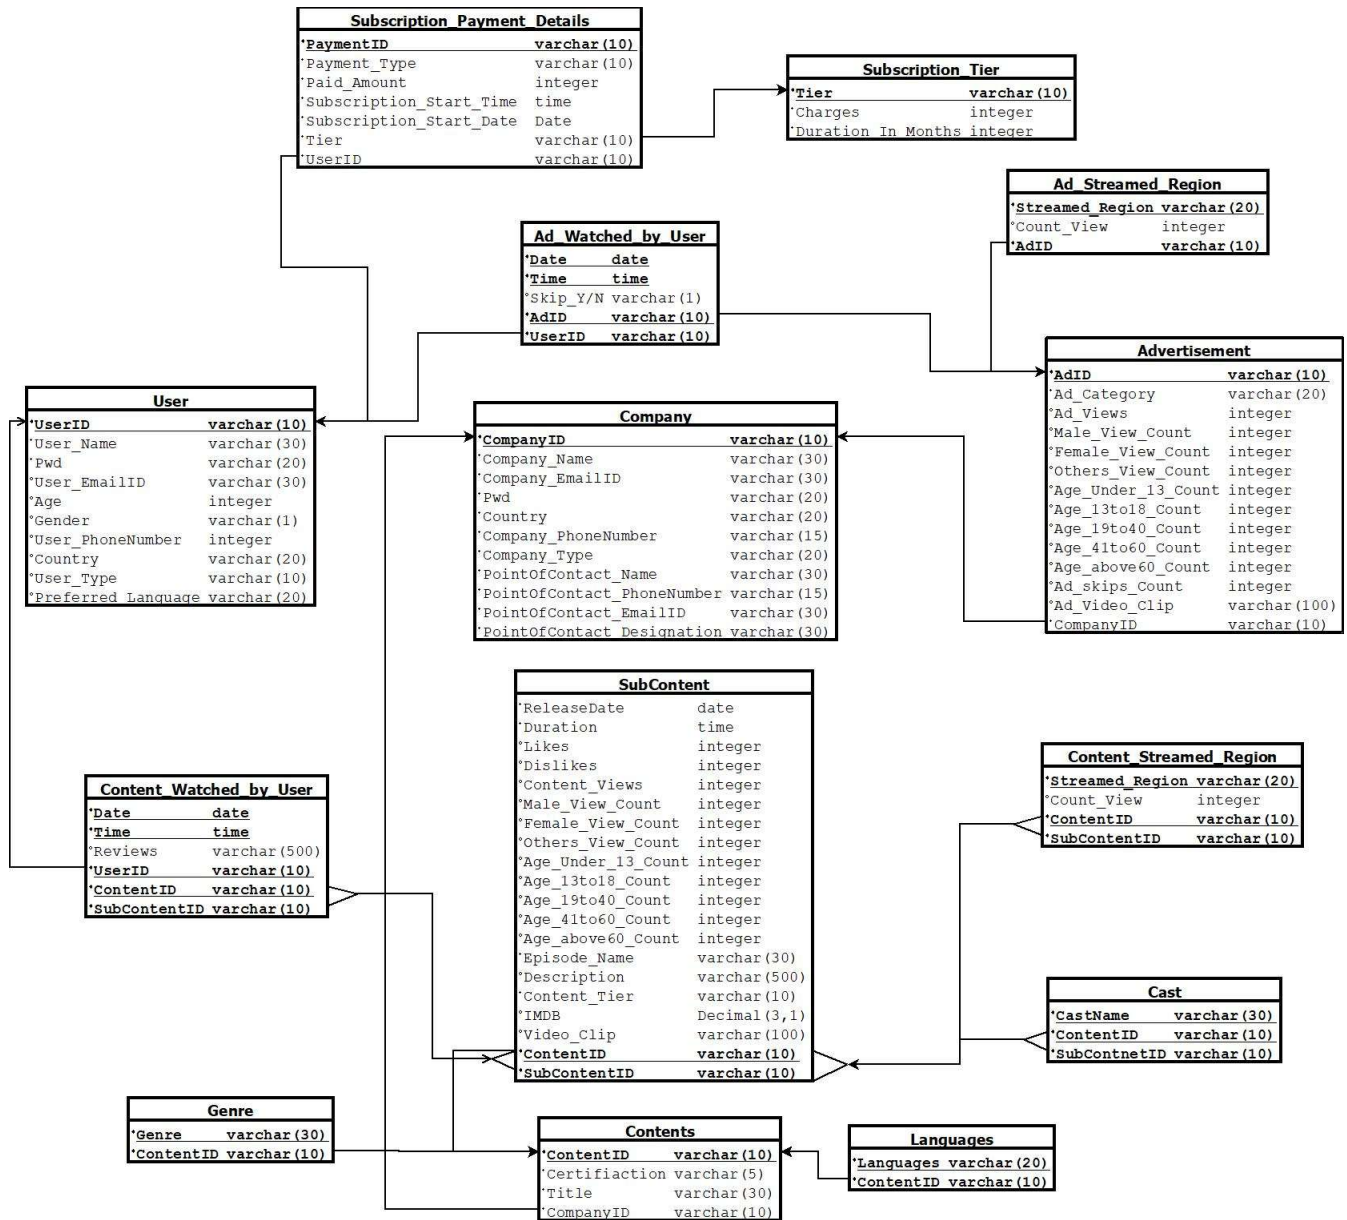 Subscription_Payment_Details
PaymentID varchar(10)
Payment_Type varchar(10)
Paid_Amount integer
Subscription_Start_Time time
Subscription_Start_Date Date
Tier varchar(10)
UserID varchar(10)
Subscription_Tier
Tier varchar(10)
Charges integer
Duration_In_Months integer
Ad_Streamed_Region
Streamed_Region varchar(20)
Count_View integer
AdID varchar(10)
Ad_Watched_by_User
Date date
Time time
Skip_Y/N varchar(1)
AdID varchar(10)
UserID varchar(10)
Advertisement
AdID varchar(10)
Ad_Category varchar(20)
Ad_Views integer
Male_View_Count integer
Female_View_Count integer
Others_View_Count integer
Age_Under_13_Count integer
Age_13to18_Count integer
Age_19to40_Count integer
Age_41to60_Count integer
Age_above60_Count integer
Ad_skips_Count integer
Ad_Video_Clip varchar(100)
CompanyID varchar(10)
User
UserID varchar(10)
User_Name varchar(30)
Pwd varchar(20)
User_EmailID varchar(30)
Age integer
Gender varchar(1)
User_PhoneNumber integer
Country varchar(20)
User_Type varchar(10)
Preferred_Language varchar(20)
Company
CompanyID varchar(10)
Company_Name varchar(30)
Company_EmailID varchar(30)
Pwd varchar(20)
Country varchar(20)
Company_PhoneNumber varchar(15)
Company_Type varchar(20)
PointOfContact_Name varchar(30)
PointOfContact_PhoneNumber varchar(15)
PointOfContact_EmailID varchar(30)
PointOfContact_Designation varchar(30)
SubContent
ReleaseDate date
Duration time
Likes integer
Dislikes integer
Content_Views integer
Male_View_Count integer
Female_View_Count integer
Others_View_Count integer
Age_Under_13_Count integer
Age_13to18_Count integer
Age_19to40_Count integer
Age_41to60_Count integer
Age_above60_Count integer
Episode_Name varchar(30)
Description varchar(500)
Content_Tier varchar(10)
IMDB Decimal(3,1)
Video_Clip varchar(100)
ContentID varchar(10)
SubContentID varchar(10)
Content_Streamed_Region
Streamed_Region varchar(20)
Count_View integer
ContentID varchar(10)
SubContentID varchar(10)
Content_Watched_by_User
Date date
Time time
Reviews varchar(500)
UserID varchar(10)
ContentID varchar(10)
SubContentID varchar(10)
Cast
CastName varchar(30)
ContentID varchar(10)
SubContnetID varchar(10)
Genre
Genre varchar(30)
ContentID varchar(10)
Contents
ContentID varchar(10)
Certifiaction varchar(5)
Title varchar(30)
CompanyID varchar(10)
Languages
Languages varchar(20)
ContentID varchar(10)